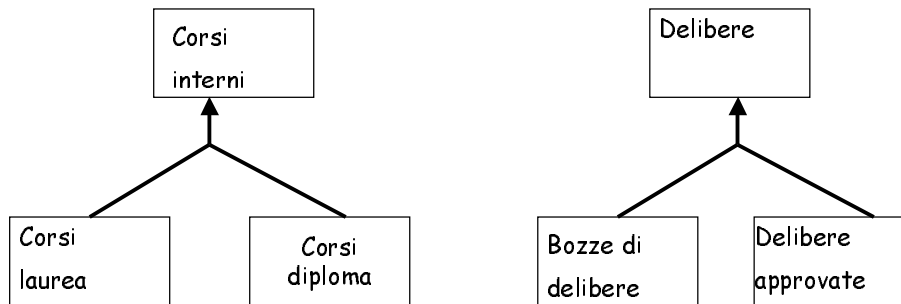 Corsi
interni
Delibere
Corsi
laurea
Corsi
diploma
Bozze di
delibere
Delibere
approvate